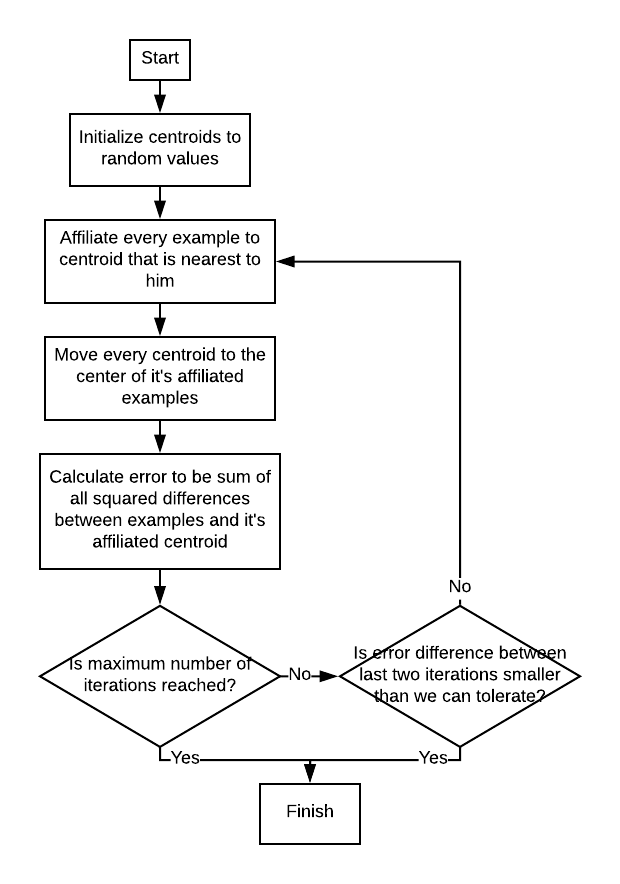 Start
Initialize centroids to
random values
Affiliate every example to
centroid that is nearest to
him
Move every centroid to the
center of it's affiliated
examples
Calculate error to be sum of
all squared differences
between examples and it's
affiliated centroid
Is maximum number of
iterations reached?
No
Is error difference between
last two iterations smaller
than we can tolerate?
No
Yes
Yes
Finish